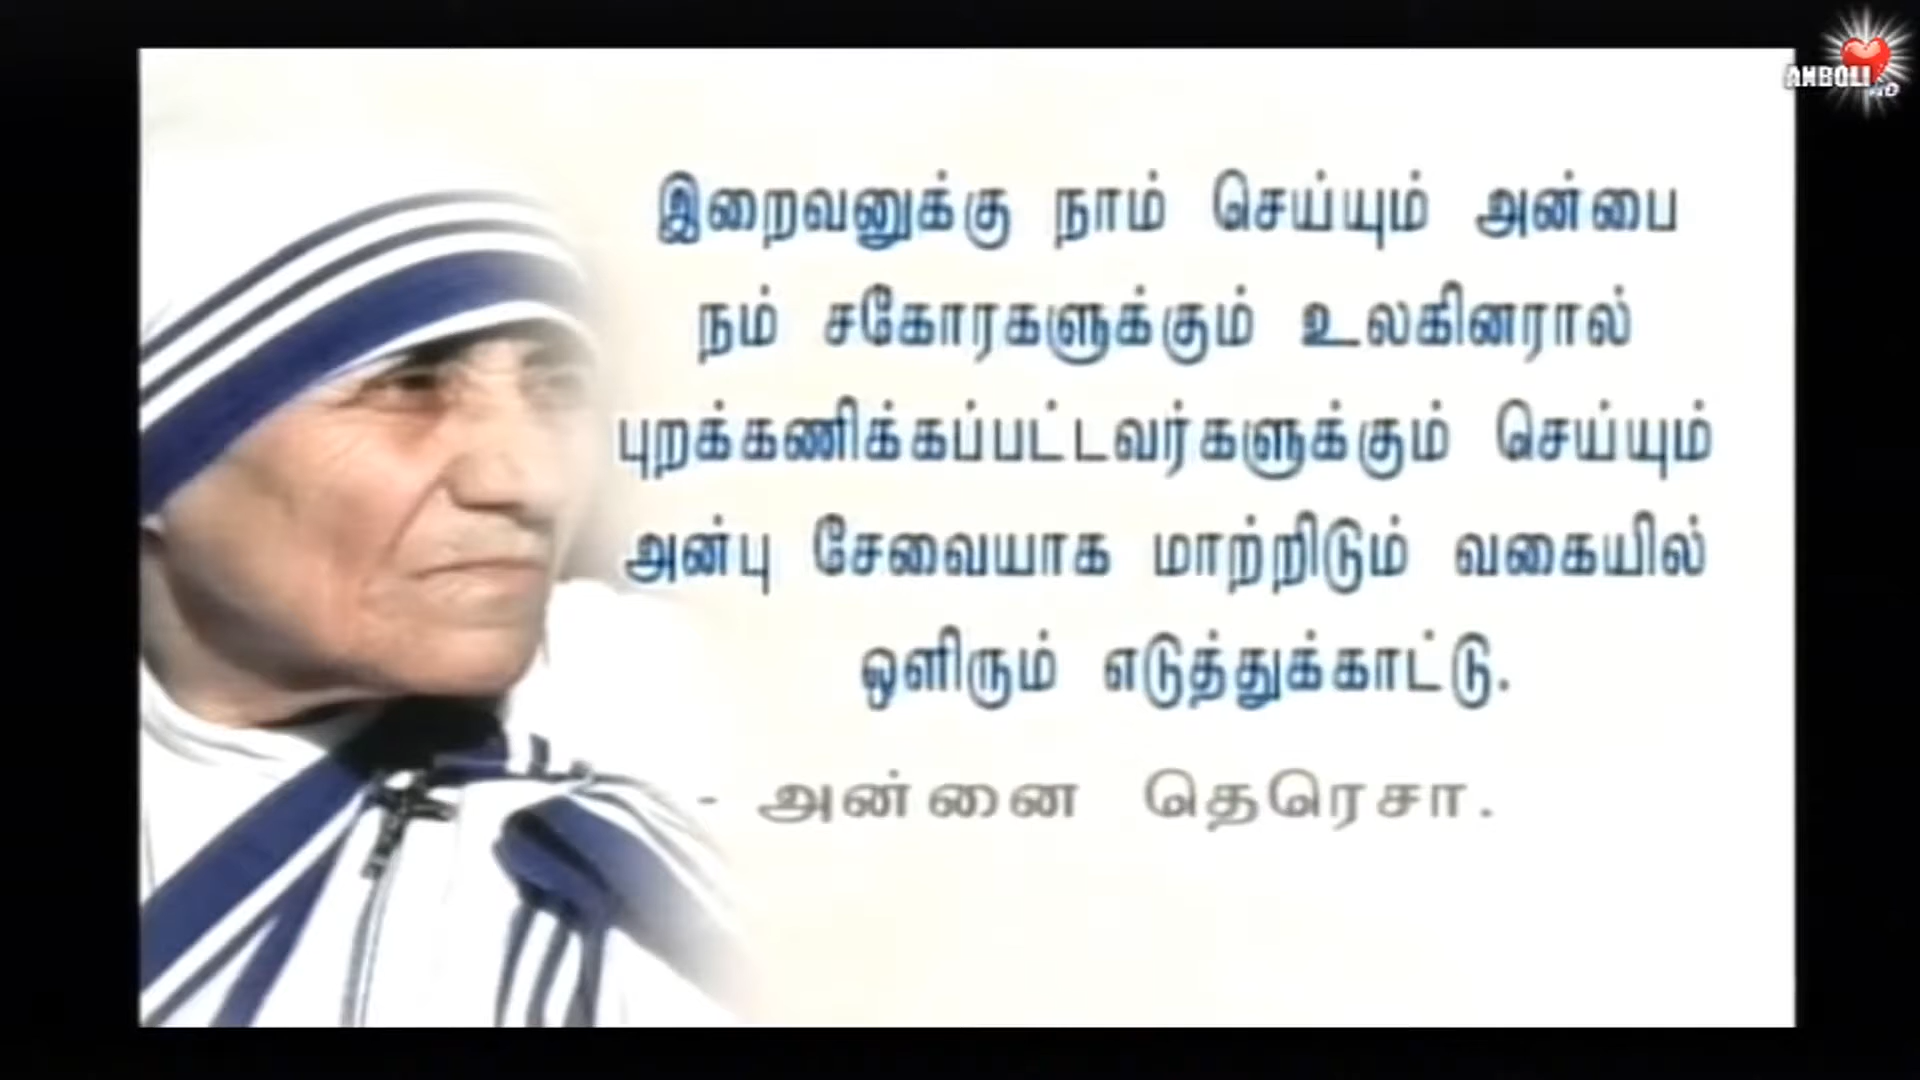 ANBOLI HD
இறைவனுக்கு நாம் செய்யும் அன்பை
நம் சகோரகளுக்கும் உலகினரால்
புறக்கணிக்கப்பட்டவர்களுக்கும் செய்யும்
அன்பு சேவையாக மாற்றிடும் வகையில்
ஒளிரும் எடுத்துக்காட்டு.
- அன்னை தெரெசா.